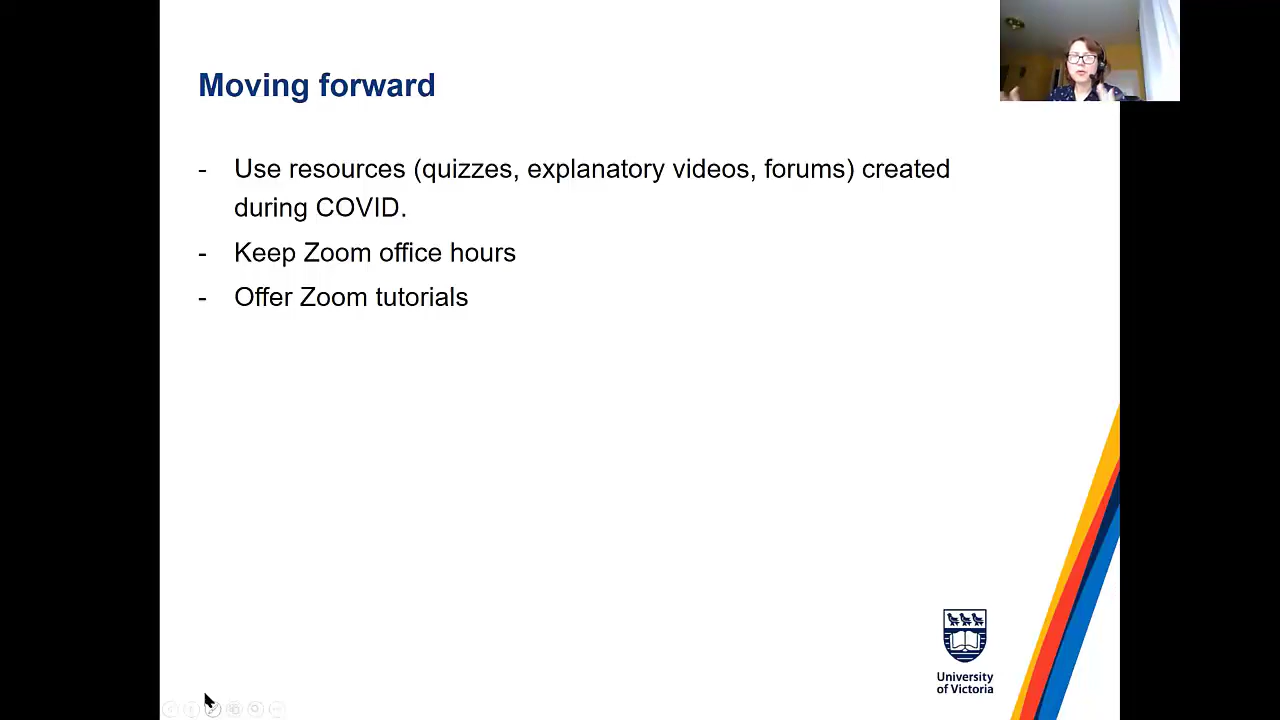 Moving forward
- Use resources (quizzes, explanatory videos, forums) created
during COVID.
- Keep Zoom office hours
- Offer Zoom tutorials
University
of Victoria